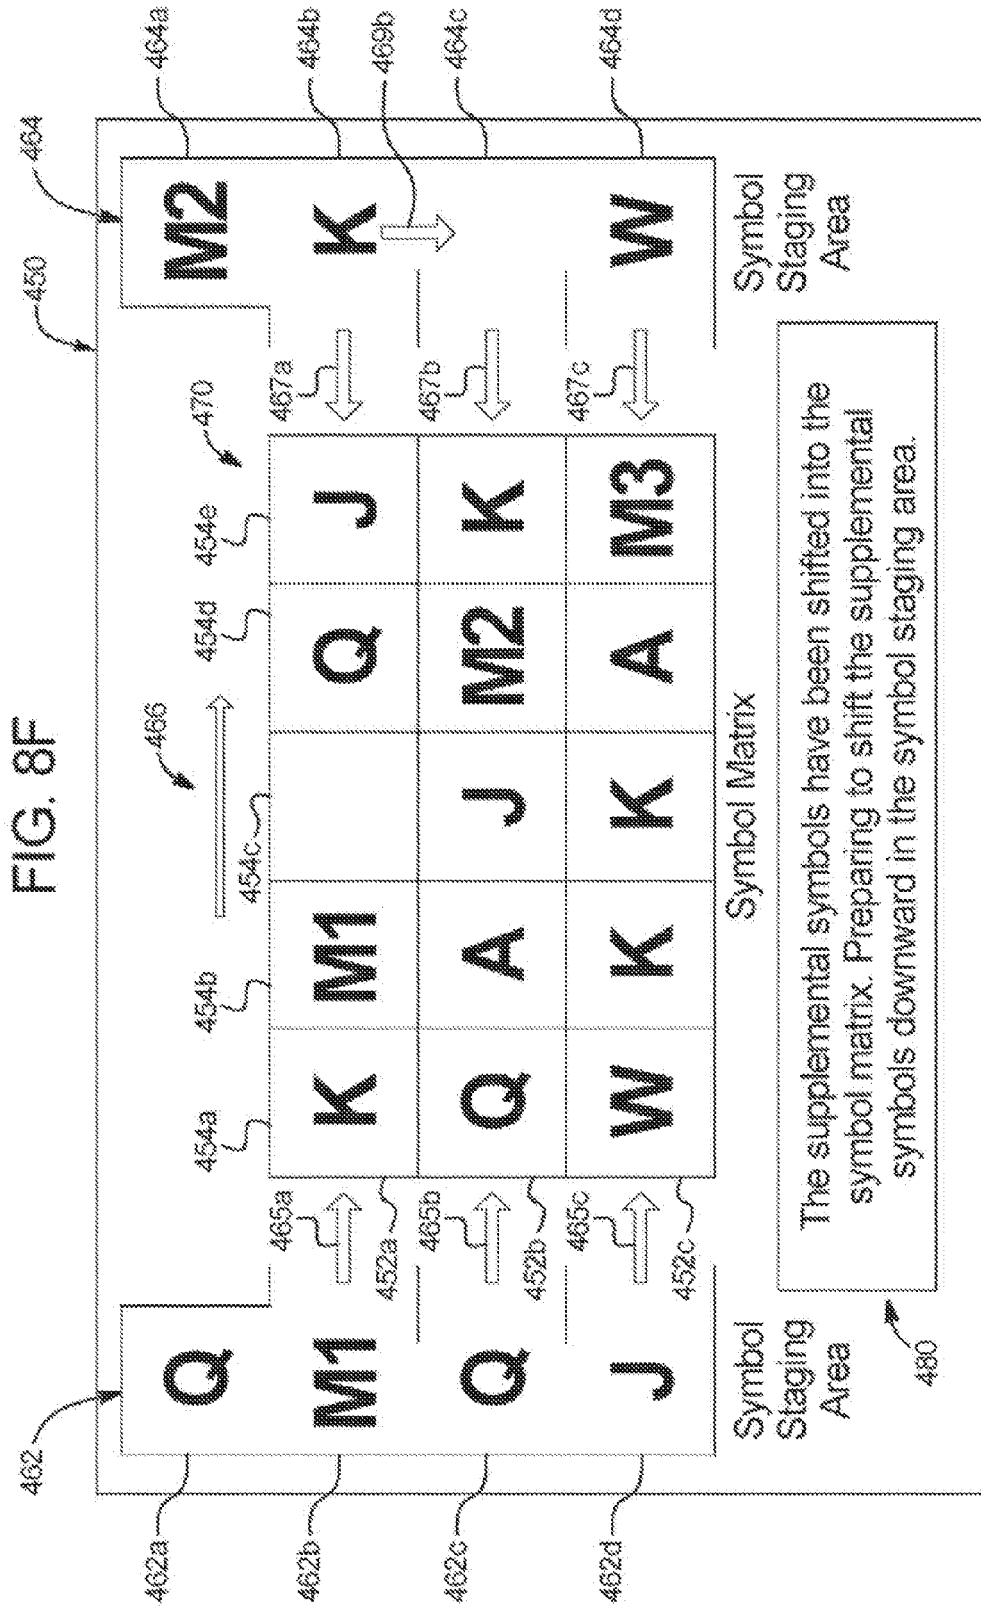 FIG. 8F
450
462
464
466
470
454a 454b 454c 454d 454e
462a Q M2 464a
462b M1 465a K M1 Q J 467a K 464b
452a 469b
462c Q 465b Q A J M2 K 467b 464c
452b
462d J 465c W K K A M3 467c W 464d
452c
Symbol
Staging
Area
Symbol Matrix
Symbol
Staging
Area
The supplemental symbols have been shifted into the
symbol matrix. Preparing to shift the supplemental
symbols downward in the symbol staging area.
480